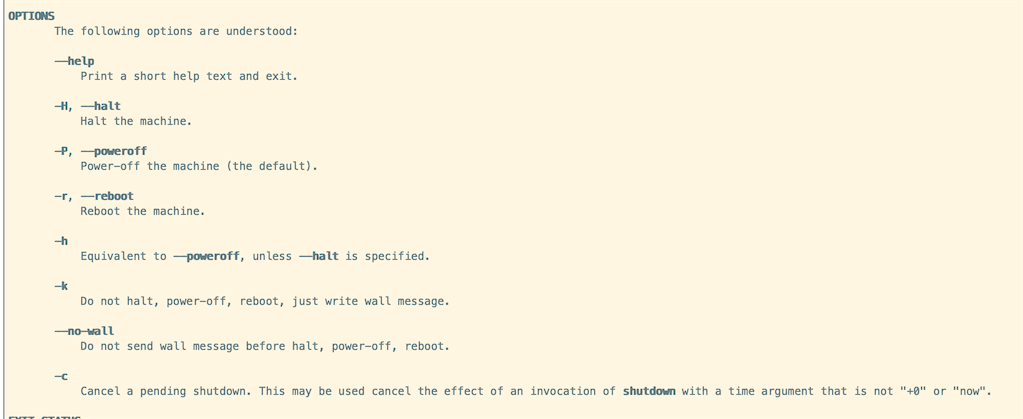 OPTIONS
The following options are understood:
--help
Print a short help text and exit.
-H, --halt
Halt the machine.
-P, --poweroff
Power-off the machine (the default).
-r, --reboot
Reboot the machine.
-h
Equivalent to --poweroff, unless --halt is specified.
-k
Do not halt, power-off, reboot, just write wall message.
--no-wall
Do not send wall message before halt, power-off, reboot.
-c
Cancel a pending shutdown. This may be used cancel the effect of an invocation of shutdown with a time argument that is not "+0" or "now".
EXIT STATUS